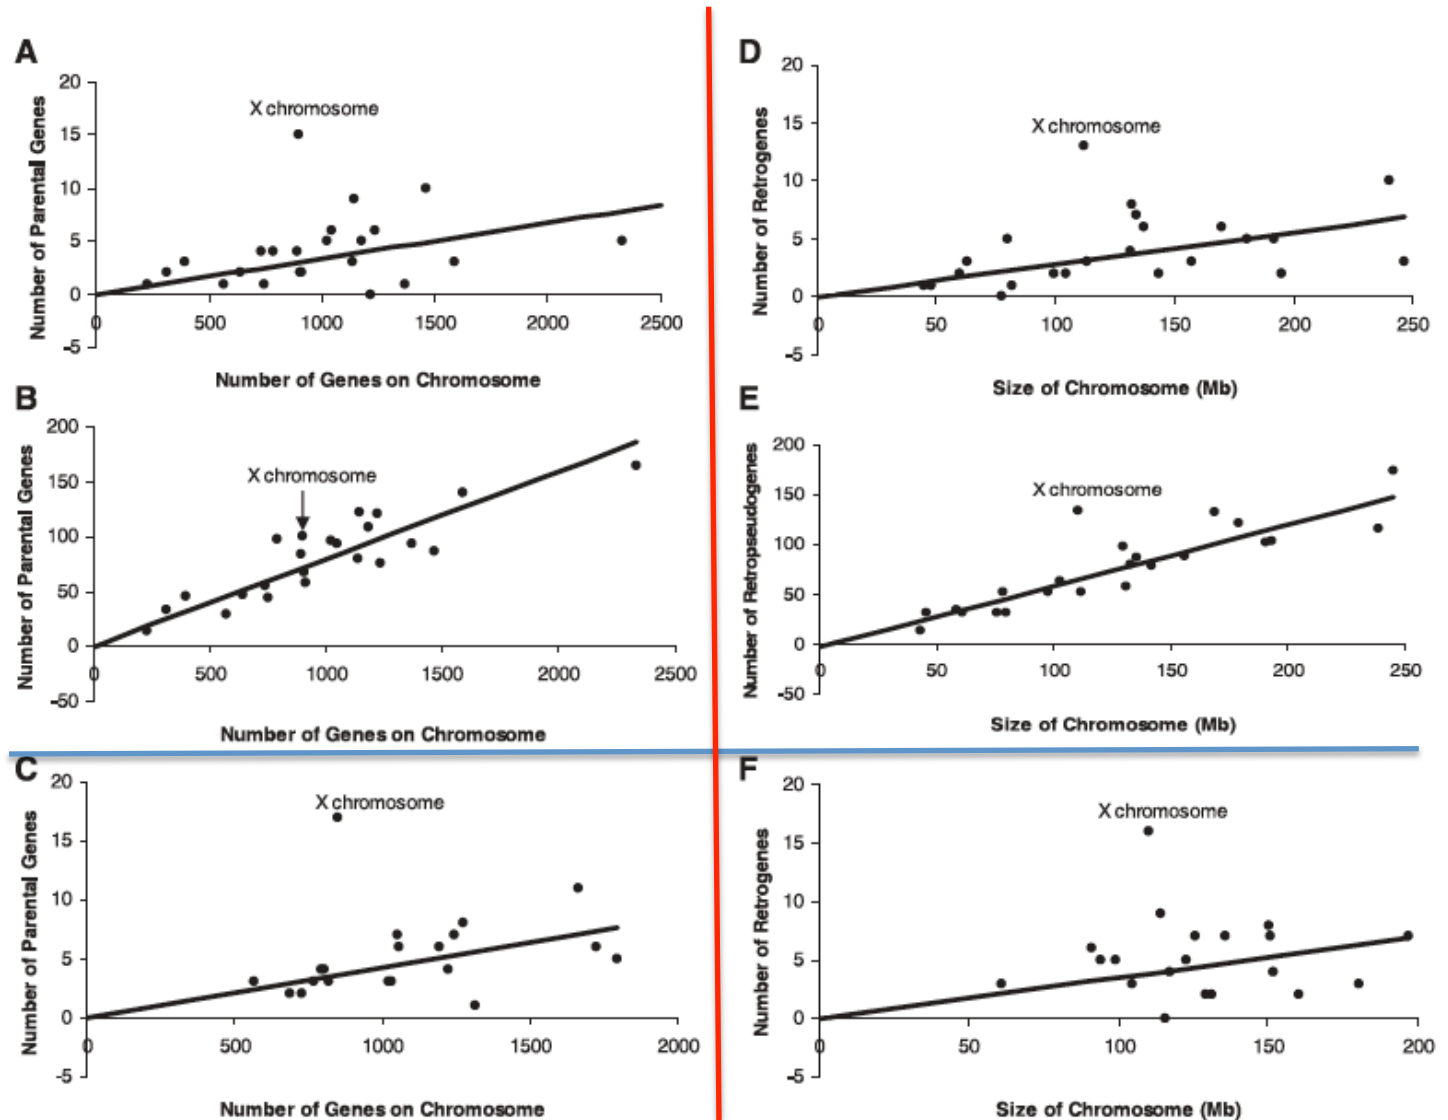 A
20
X chromosome
15
10
5
0
-5
0 500 1000 1500 2000 2500
Number of Parental Genes
Number of Genes on Chromosome
B
200
X chromosome
150
100
50
0
-50
0 500 1000 1500 2000 2500
Number of Parental Genes
Number of Genes on Chromosome
C
20
X chromosome
15
10
5
0
-5
0 500 1000 1500 2000
Number of Parental Genes
Number of Genes on Chromosome
D
20
15
X chromosome
10
5
0
-5
0 50 100 150 200 250
Number of Retrogenes
Size of Chromosome (Mb)
E
200
X chromosome
150
100
50
0
-50
0 50 100 150 200 250
Number of Retropseudogenes
Size of Chromosome (Mb)
F
20
X chromosome
15
10
5
0
-5
0 50 100 150 200
Number of Retrogenes
Size of Chromosome (Mb)